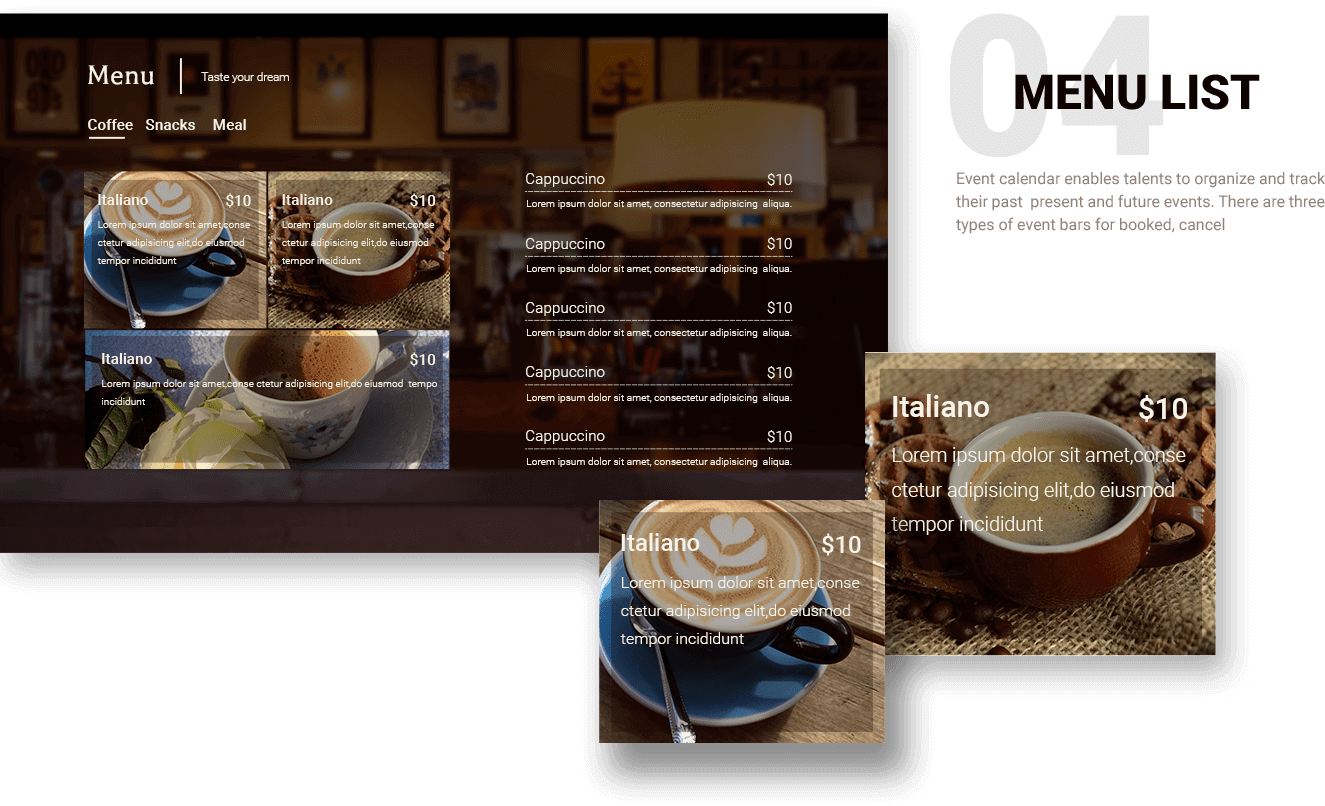 04
MENU LIST
Event calendar enables talents to organize and track
their past present and future events. There are three
types of event bars for booked, cancel
Menu
Taste your dream
Coffee Snacks Meal
Italiano $10
Lorem ipsum dolor sit amet,conse
ctetur adipisicing elit,do eiusmod
tempor incididunt
Italiano $10
Lorem ipsum dolor sit amet,conse
ctetur adipisicing elit,do eiusmod
tempor incididunt
Italiano $10
Lorem ipsum dolor sit amet,conse ctetur adipisicing elit,do eiusmod tempo
incididunt
Cappuccino $10
Lorem ipsum dolor sit amet, consectetur adipisicing aliqua.
Cappuccino $10
Lorem ipsum dolor sit amet, consectetur adipisicing aliqua.
Cappuccino $10
Lorem ipsum dolor sit amet, consectetur adipisicing aliqua.
Cappuccino $10
Lorem ipsum dolor sit amet, consectetur adipisicing aliqua.
Cappuccino $10
Lorem ipsum dolor sit amet, consectetur adipisicing aliqua.
Italiano $10
Lorem ipsum dolor sit amet,conse
ctetur adipisicing elit,do eiusmod
tempor incididunt
Italiano $10
Lorem ipsum dolor sit amet,conse
ctetur adipisicing elit,do eiusmod
tempor incididunt